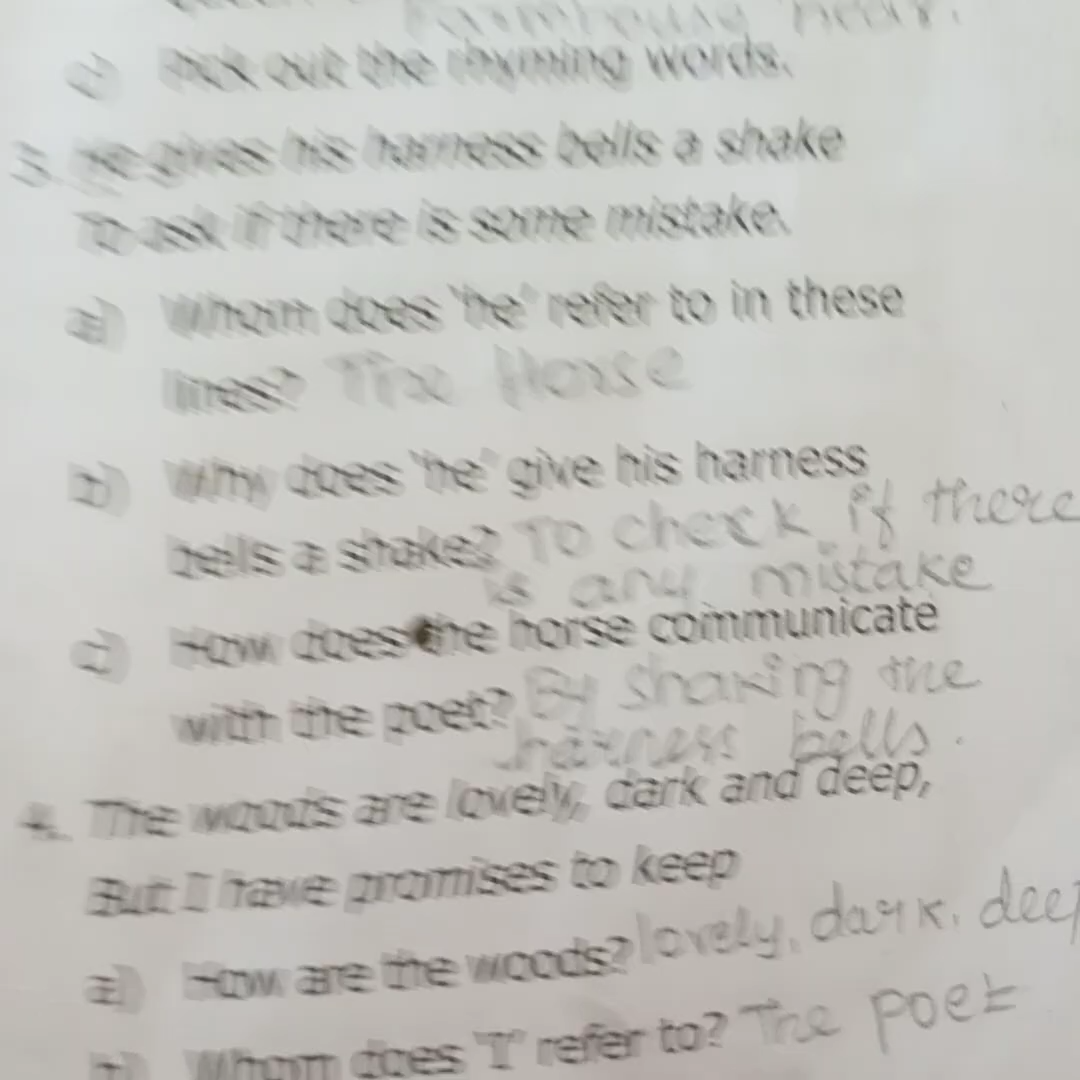 Farmhouse near.
c) Pick out the rhyming words.
3. He gives his harness bells a shake
To ask if there is some mistake.
a) Whom does 'he' refer to in these
lines? The Horse
b) Why does 'he' give his harness
bells a shake? To check if there
is any mistake
c) How does the horse communicate
with the poet? By shaking the
harness bells.
4. The woods are lovely, dark and deep,
But I have promises to keep
a) How are the woods? lovely, dark, deep
b) Whom does 'I' refer to? The poet